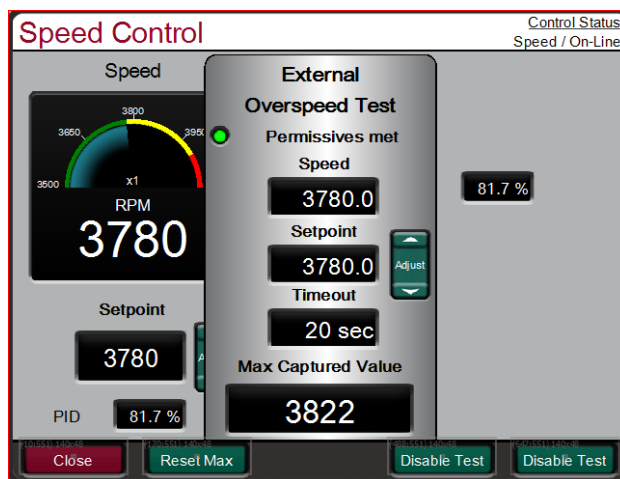 Speed Control
Control Status
Speed / On-Line
Speed
3500
3650
3800
x1
RPM
3780
Setpoint
3780
PID
81.7 %
External
Overspeed Test
Permissives met
Speed
3780.0
Setpoint
3780.0
Adjust
Timeout
20 sec
Max Captured Value
3822
81.7 %
Close
Reset Max
Disable Test
Disable Test